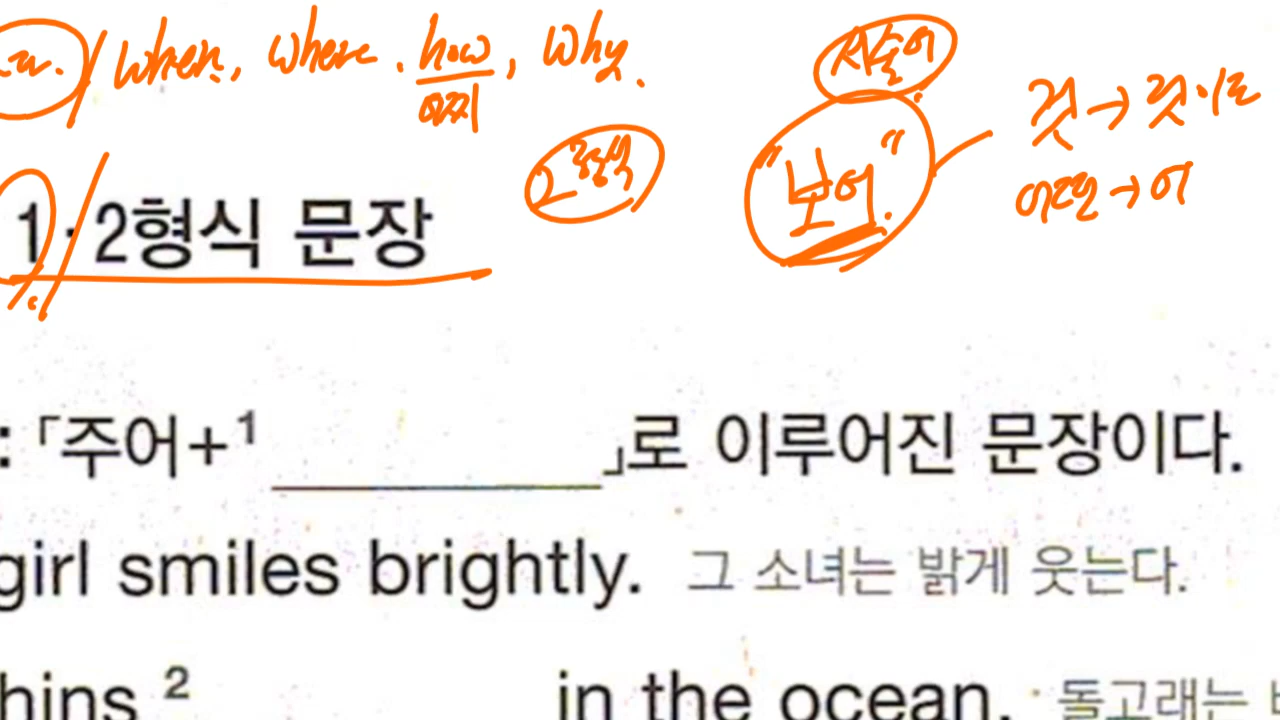 when, where, how, why.
어찌
서술어
2형식
"보어"
것 → 것이
어떤 → 어
1·2형식 문장
: 「주어+¹ ________」로 이루어진 문장이다.
girl smiles brightly. 그 소녀는 밝게 웃는다.
hins ² ________ in the ocean. 돌고래는